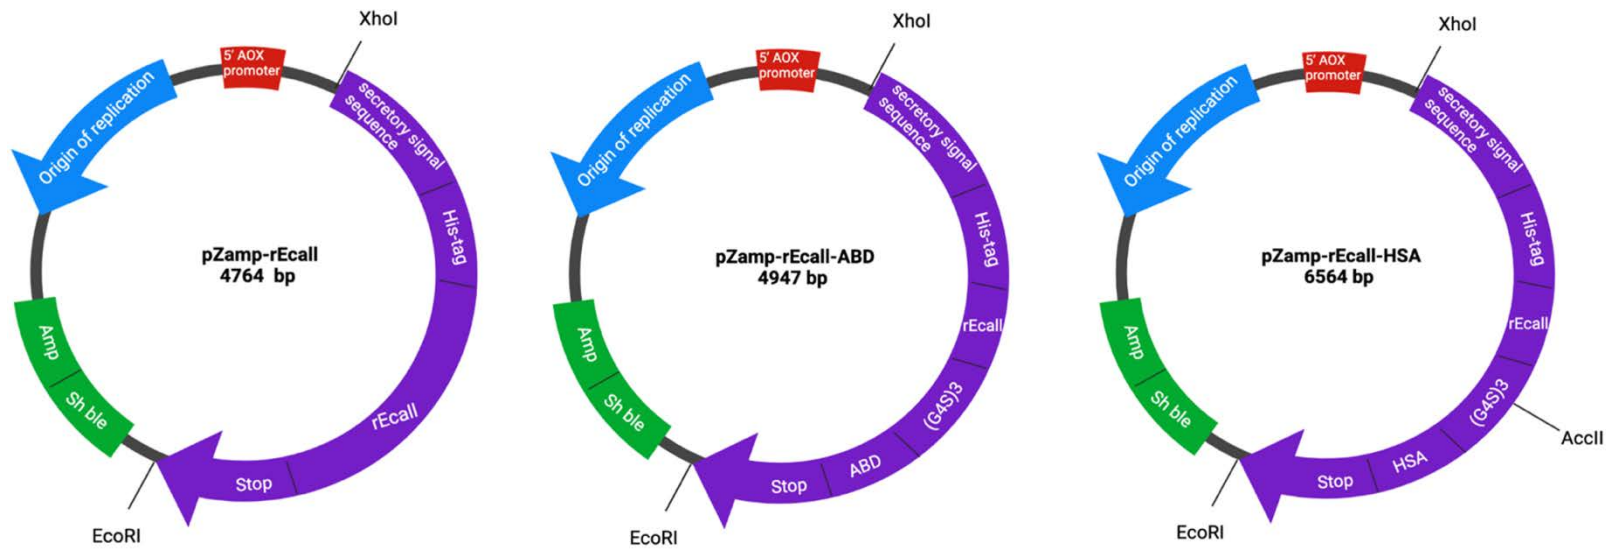 XhoI
5' AOX
promoter
secretory signal
sequence
His-tag
rEcall
Stop
EcoRI
Sh ble
Amp
Origin of replication
pZamp-rEcall
4764 bp
XhoI
5' AOX
promoter
secretory signal
sequence
His-tag
rEcall
(G4S)3
ABD
Stop
EcoRI
Sh ble
Amp
Origin of replication
pZamp-rEcall-ABD
4947 bp
XhoI
5' AOX
promoter
secretory signal
sequence
His-tag
rEcall
(G4S)3
AccII
HSA
Stop
EcoRI
Sh ble
Amp
Origin of replication
pZamp-rEcall-HSA
6564 bp